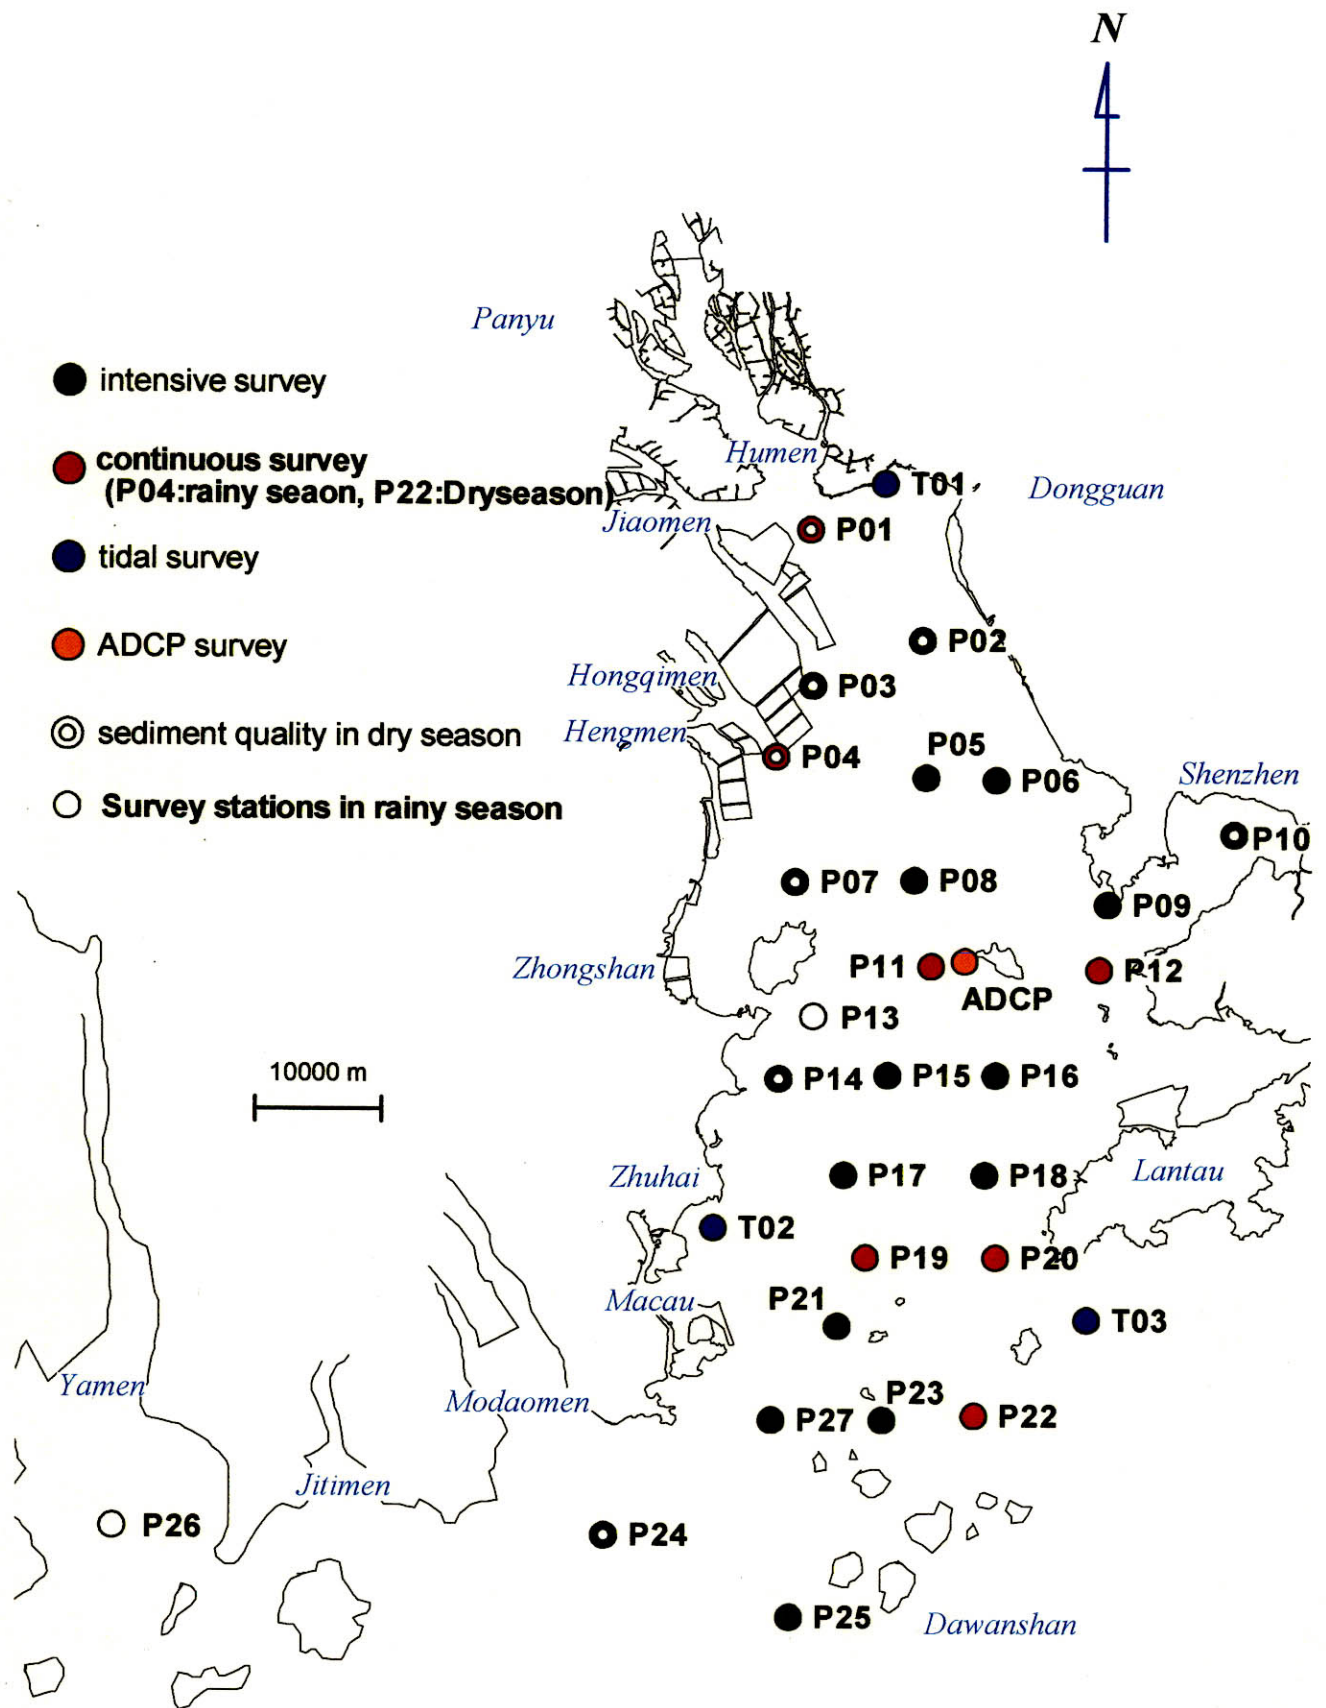 N
Panyu
intensive survey
continuous survey
(P04:rainy seaon, P22:Dryseason)
Humen
T01
Dongguan
Jiaomen
P01
tidal survey
P02
ADCP survey
Hongqimen
P03
sediment quality in dry season
Hengmen
P04
P05
P06
Shenzhen
Survey stations in rainy season
P10
P07
P08
P09
Zhongshan
P11
ADCP
P12
P13
10000 m
P14
P15
P16
Zhuhai
P17
P18
Lantau
T02
P19
P20
Macau
P21
T03
Yamen
Modaomen
P27
P23
P22
Jitimen
P26
P24
P25
Dawanshan